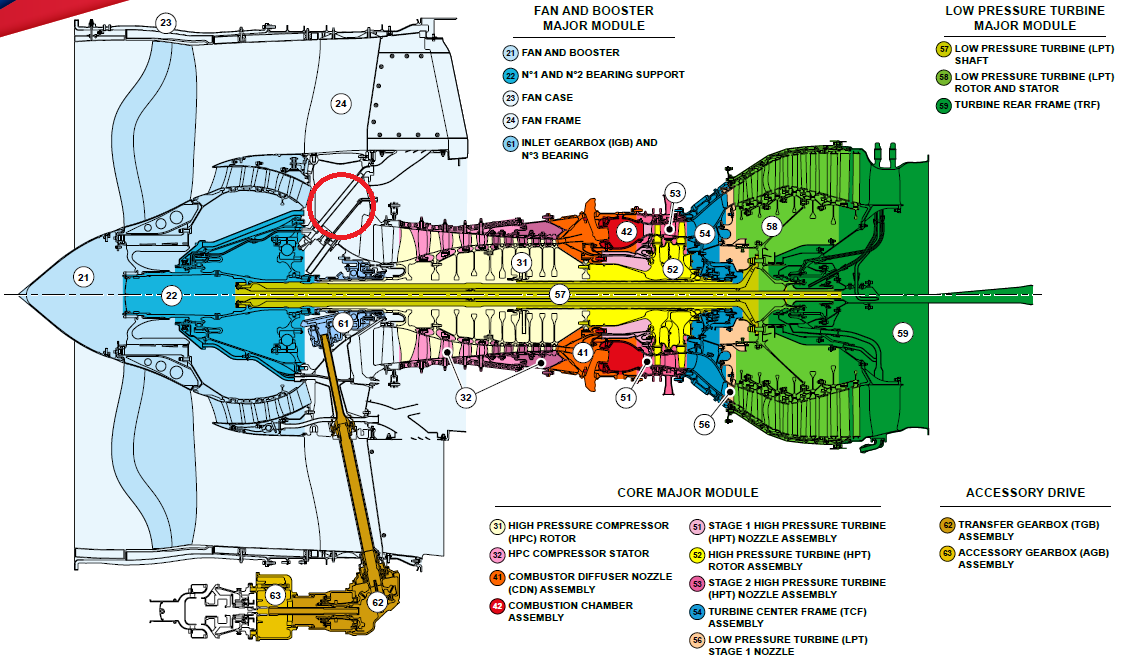 FAN AND BOOSTER
MAJOR MODULE
21 FAN AND BOOSTER
22 N°1 AND N°2 BEARING SUPPORT
23 FAN CASE
24 FAN FRAME
61 INLET GEARBOX (IGB) AND
N°3 BEARING
LOW PRESSURE TURBINE
MAJOR MODULE
57 LOW PRESSURE TURBINE (LPT)
SHAFT
58 LOW PRESSURE TURBINE (LPT)
ROTOR AND STATOR
59 TURBINE REAR FRAME (TRF)
23
24
53
42
54
58
31
52
21
22
57
61
59
41
32
51
56
63
62
CORE MAJOR MODULE
31 HIGH PRESSURE COMPRESSOR
(HPC) ROTOR
32 HPC COMPRESSOR STATOR
41 COMBUSTOR DIFFUSER NOZZLE
(CDN) ASSEMBLY
42 COMBUSTION CHAMBER
ASSEMBLY
51 STAGE 1 HIGH PRESSURE TURBINE
(HPT) NOZZLE ASSEMBLY
52 HIGH PRESSURE TURBINE (HPT)
ROTOR ASSEMBLY
53 STAGE 2 HIGH PRESSURE TURBINE
(HPT) NOZZLE ASSEMBLY
54 TURBINE CENTER FRAME (TCF)
ASSEMBLY
56 LOW PRESSURE TURBINE (LPT)
STAGE 1 NOZZLE
ACCESSORY DRIVE
62 TRANSFER GEARBOX (TGB)
ASSEMBLY
63 ACCESSORY GEARBOX (AGB)
ASSEMBLY